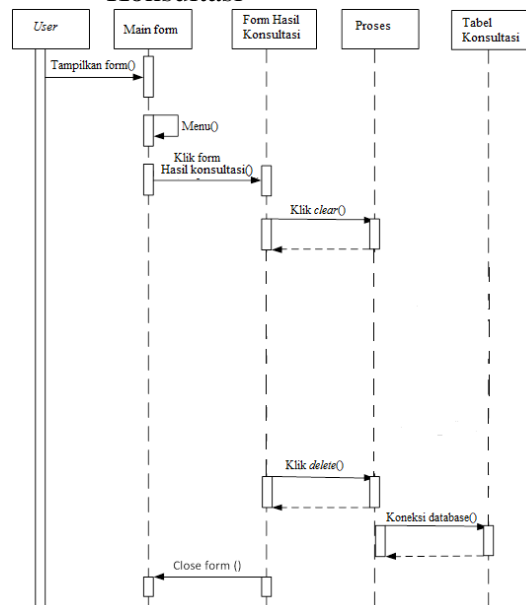 Konsultasi
User
Main form
Form Hasil
Konsultasi
Proses
Tabel
Konsultasi
Tampilkan form()
Menu()
Klik form
Hasil konsultasi()
Klik clear()
Klik delete()
Koneksi database()
Close form ()